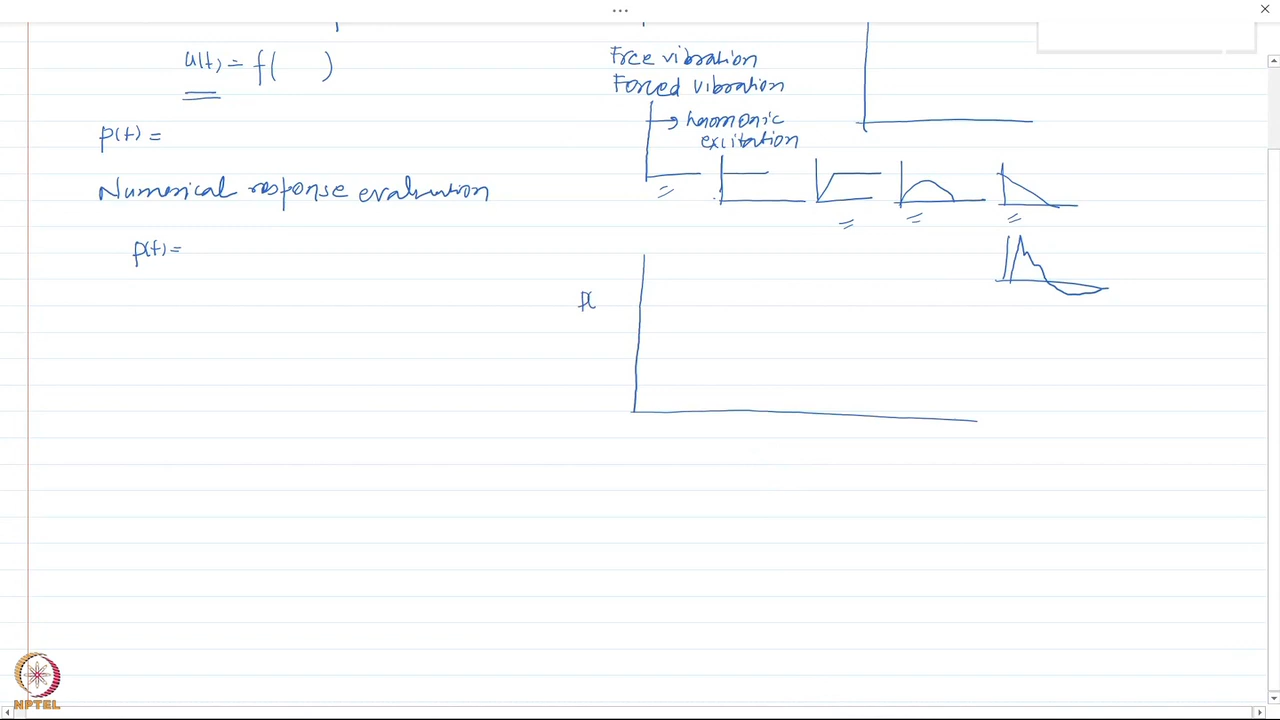 u(t) = f( )
Free vibration
Forced vibration
harmonic
excitation
p(t) =
Numerical response evaluation
p(t) =
p(
NPTEL